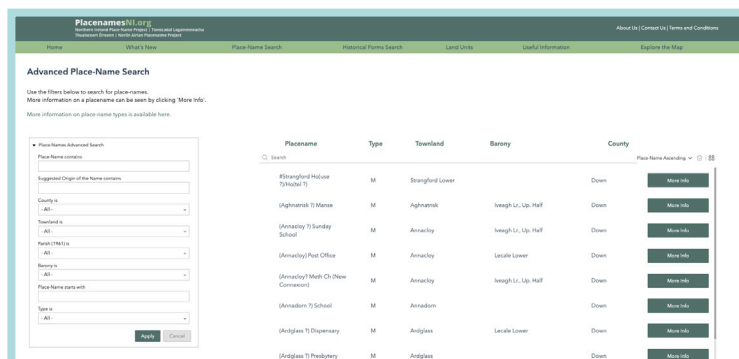 PlacenamesNI.org
Northern Ireland Place-Name Project | Tionscadal Logainmneacha
Thuaisceart Éireann | Norlin Airlan Placename Projeck
About Us | Contact Us | Terms and Conditions
Home What's New Place-Name Search Historical Forms Search Land Units Useful Information Explore the Map
Advanced Place-Name Search
Use the filters below to search for place-names.
More information on a placename can be seen by clicking 'More Info'.
More information on place-name types is available here.
Place-Names Advanced Search
Place-Name contains
Suggested Origin of the Name contains
County is
- All -
Townland is
- All -
Parish (1961) is
- All -
Barony is
- All -
Place-Name starts with
Type is
- All -
Apply Cancel
Placename Type Townland Barony County
Search Place-Name Ascending
#Strangford Ho(use
?)/Ho(tel ?) M Strangford Lower Down More Info
(Aghnatrisk ?) Manse M Aghnatrisk Iveagh Lr., Up. Half Down More Info
(Annacloy ?) Sunday
School M Annacloy Iveagh Lr., Up. Half Down More Info
(Annacloy) Post Office M Annacloy Lecale Lower Down More Info
(Annacloy? Meth Ch (New
Connexion) M Annacloy Iveagh Lr., Up. Half Down More Info
(Annadorn ?) School M Annadorn Down More Info
(Ardglass ?) Dispensary M Ardglass Lecale Lower Down More Info
(Ardglass ?) Presbytery M Ardglass Down More Info